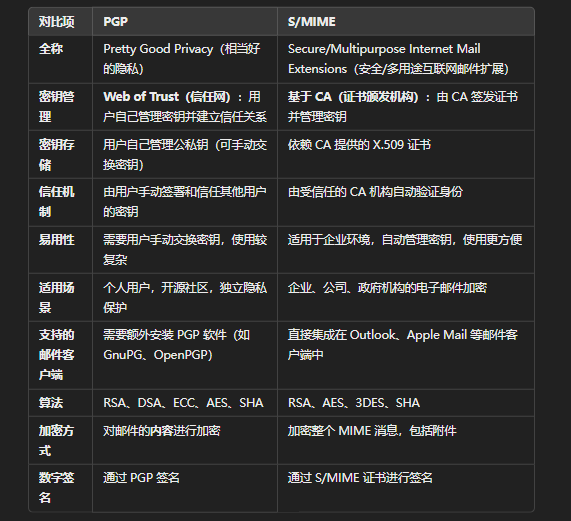 对比项 PGP S/MIME
全称 Pretty Good Privacy（相当好的隐私） Secure/Multipurpose Internet Mail Extensions（安全/多用途互联网邮件扩展）
密钥管理 Web of Trust（信任网）：用户自己管理密钥并建立信任关系 基于 CA（证书颁发机构）：由 CA 签发证书并管理密钥
密钥存储 用户自己管理公私钥（可手动交换密钥） 依赖 CA 提供的 X.509 证书
信任机制 由用户手动签署和信任其他用户的密钥 由受信任的 CA 机构自动验证身份
易用性 需要用户手动交换密钥，使用较复杂 适用于企业环境，自动管理密钥，使用更方便
适用场景 个人用户，开源社区，独立隐私保护 企业、公司、政府机构的电子邮件加密
支持的邮件客户端 需要额外安装 PGP 软件（如 GnuPG、OpenPGP） 直接集成在 Outlook、Apple Mail 等邮件客户端中
算法 RSA、DSA、ECC、AES、SHA RSA、AES、3DES、SHA
加密方式 对邮件的内容进行加密 加密整个 MIME 消息，包括附件
数字签名 通过 PGP 签名 通过 S/MIME 证书进行签名